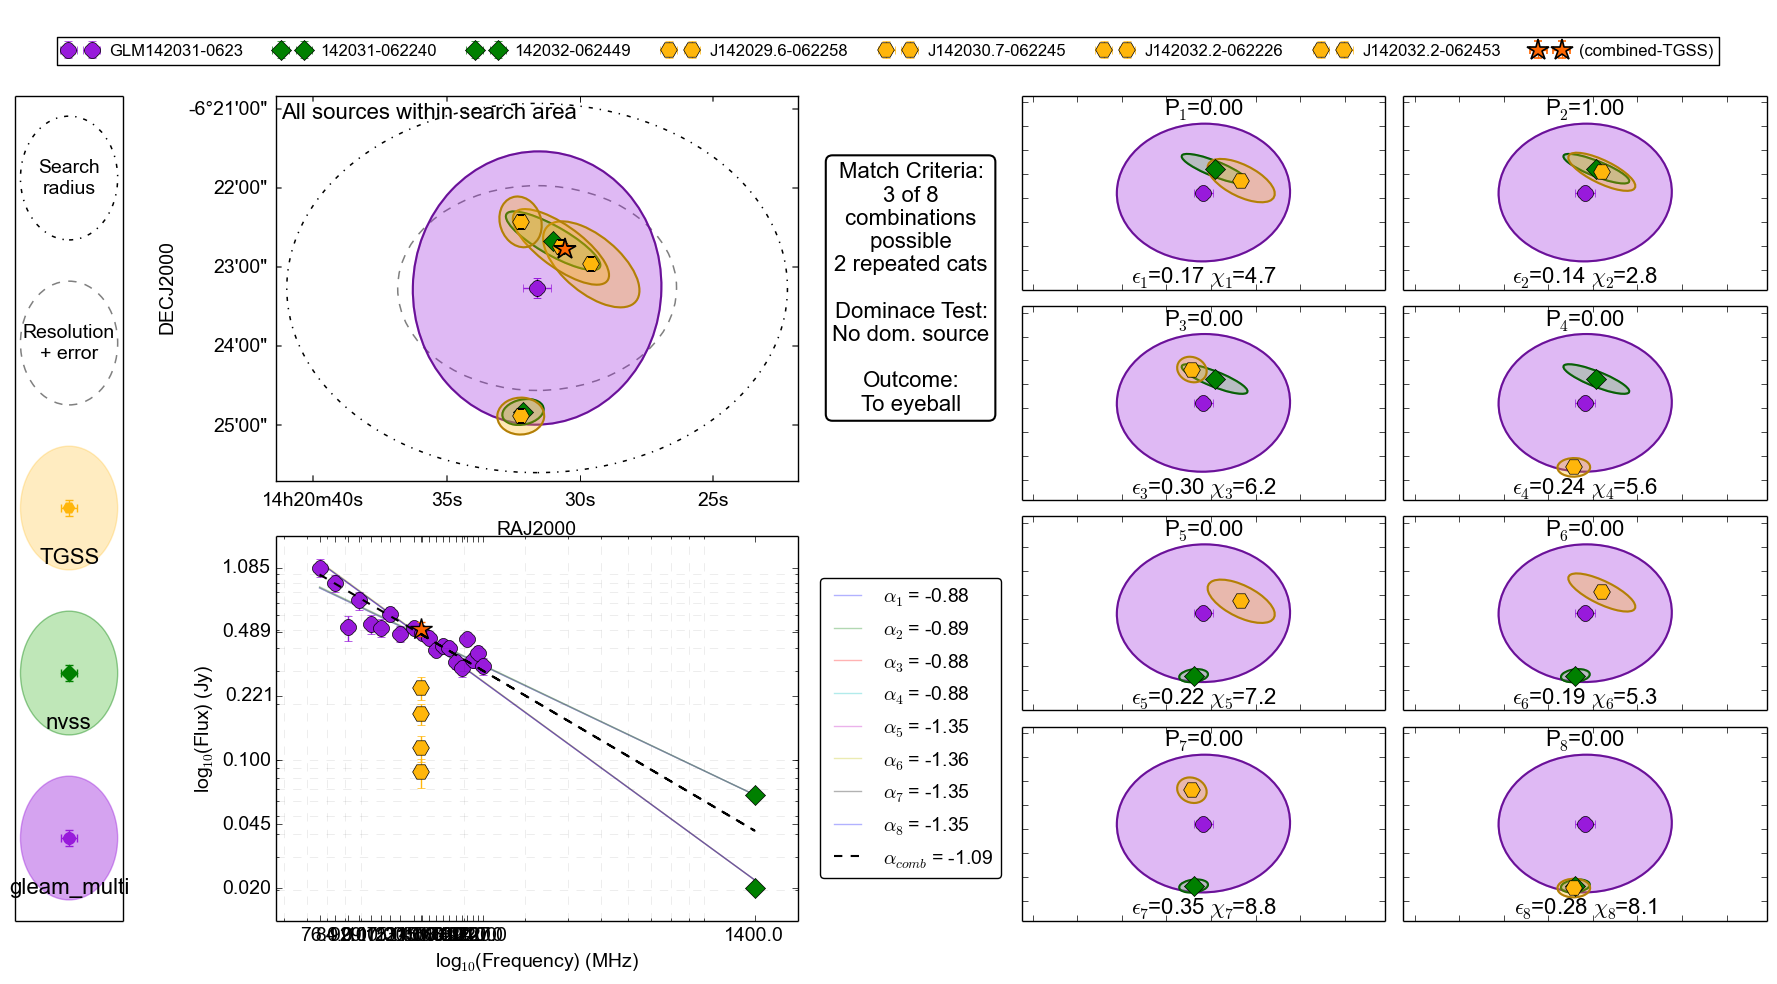 GLM142031-0623 142031-062240 142032-062449 J142029.6-062258 J142030.7-062245 J142032.2-062226 J142032.2-062453 (combined-TGSS)
Search
radius
Resolution
+ error
TGSS
nvss
gleam_multi
All sources within search area
DECJ2000
-6°21'00"
22'00"
23'00"
24'00"
25'00"
14h20m40s 35s 30s 25s
RAJ2000
Match Criteria:
3 of 8
combinations
possible
2 repeated cats
Dominace Test:
No dom. source
Outcome:
To eyeball
log10(Flux) (Jy)
1.085
0.489
0.221
0.100
0.045
0.020
1400.0
log10(Frequency) (MHz)
α1 = -0.88
α2 = -0.89
α3 = -0.88
α4 = -0.88
α5 = -1.35
α6 = -1.36
α7 = -1.35
α8 = -1.35
αcomb = -1.09
P1=0.00
ϵ1=0.17 χ1=4.7
P2=1.00
ϵ2=0.14 χ2=2.8
P3=0.00
ϵ3=0.30 χ3=6.2
P4=0.00
ϵ4=0.24 χ4=5.6
P5=0.00
ϵ5=0.22 χ5=7.2
P6=0.00
ϵ6=0.19 χ6=5.3
P7=0.00
ϵ7=0.35 χ7=8.8
P8=0.00
ϵ8=0.28 χ8=8.1